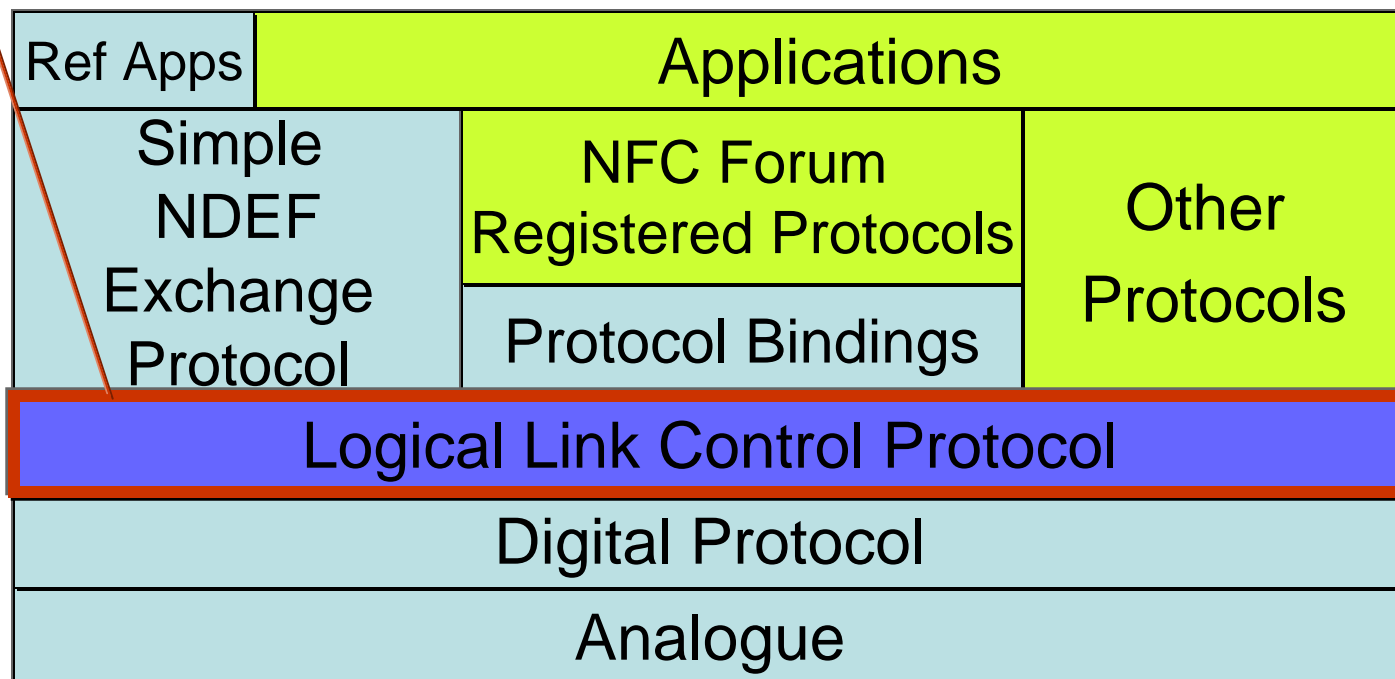 Ref Apps
Applications
Simple
NDEF
Exchange
Protocol
NFC Forum
Registered Protocols
Protocol Bindings
Other
Protocols
Logical Link Control Protocol
Digital Protocol
Analogue